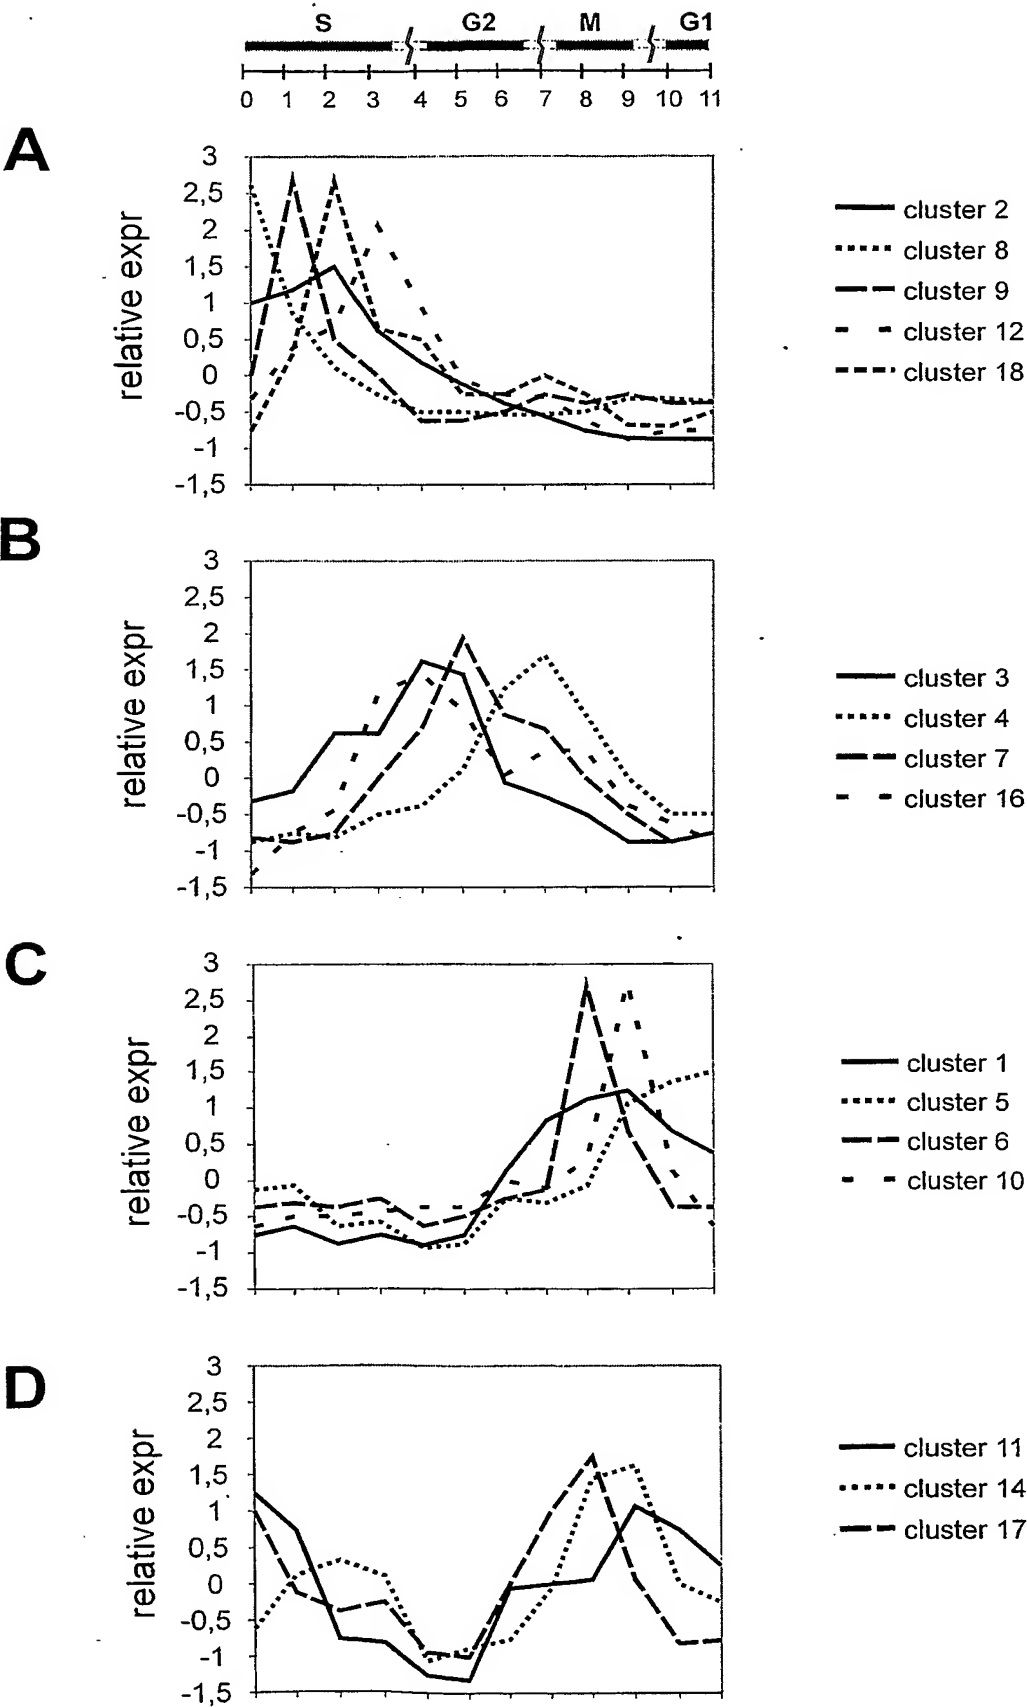 S G2 M G1
0 1 2 3 4 5 6 7 8 9 10 11
A
3
2,5
2
1,5
1
0,5
0
-0,5
-1
-1,5
relative expr
cluster 2
cluster 8
cluster 9
cluster 12
cluster 18
B
3
2,5
2
1,5
1
0,5
0
-0,5
-1
-1,5
relative expr
cluster 3
cluster 4
cluster 7
cluster 16
C
3
2,5
2
1,5
1
0,5
0
-0,5
-1
-1,5
relative expr
cluster 1
cluster 5
cluster 6
cluster 10
D
3
2,5
2
1,5
1
0,5
0
-0,5
-1
-1,5
relative expr
cluster 11
cluster 14
cluster 17